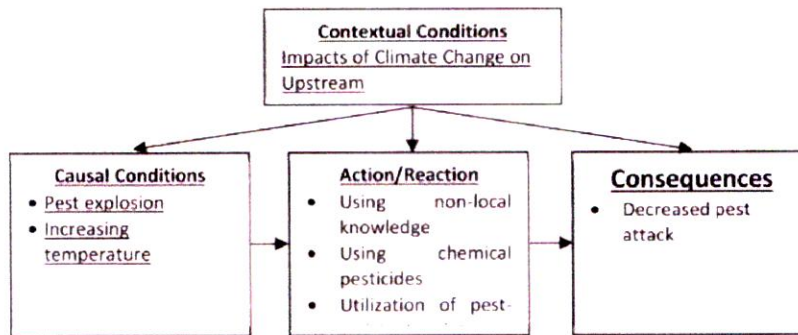 Contextual Conditions
Impacts of Climate Change on
Upstream
Causal Conditions
• Pest explosion
• Increasing
temperature
Action/Reaction
• Using non-local
knowledge
• Using chemical
pesticides
• Utilization of pest-
Consequences
• Decreased pest
attack